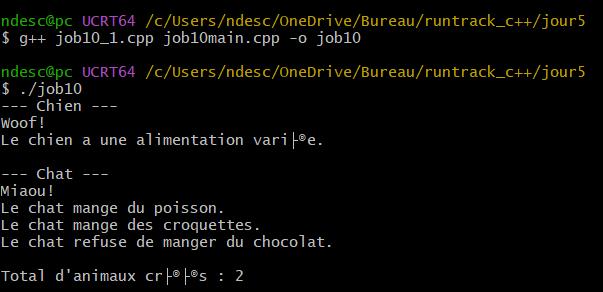 ndesc@pc UCRT64 /c/Users/ndesc/OneDrive/Bureau/runtrack_c++/jour5
$ g++ job10_1.cpp job10main.cpp -o job10
ndesc@pc UCRT64 /c/Users/ndesc/OneDrive/Bureau/runtrack_c++/jour5
$ ./job10
--- Chien ---
Woof!
Le chien a une alimentation vari├®e.
--- Chat ---
Miaou!
Le chat mange du poisson.
Le chat mange des croquettes.
Le chat refuse de manger du chocolat.
Total d'animaux cr├®├®s : 2